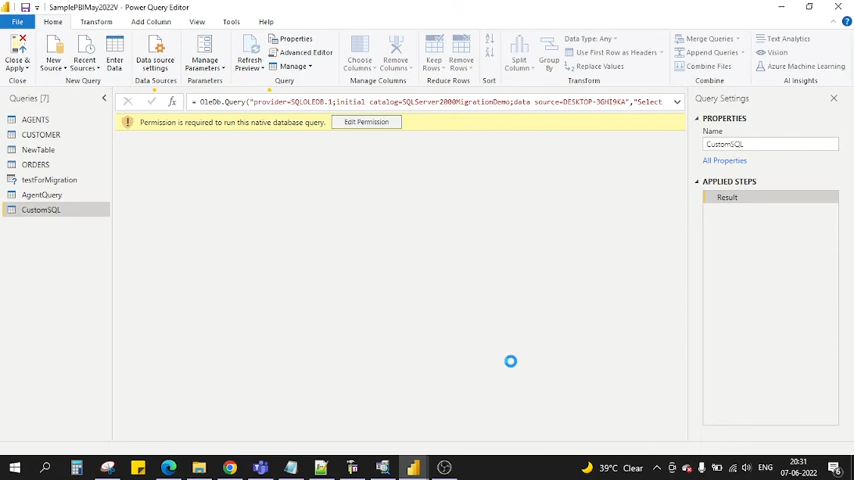 SamplePBIMay2022V - Power Query Editor
File Home Transform Add Column View Tools Help
Close & Apply
New Source
Recent Sources
Enter Data
Data source settings
Manage Parameters
Refresh Preview
Properties
Advanced Editor
Manage
Choose Columns
Remove Columns
Keep Rows
Remove Rows
Split Column
Group By
Data Type: Any
Use First Row as Headers
Replace Values
Merge Queries
Append Queries
Combine Files
Text Analytics
Vision
Azure Machine Learning
Close New Query Data Sources Parameters Query Manage Columns Reduce Rows Sort Transform Combine AI Insights
Queries [7]
AGENTS
CUSTOMER
NewTable
ORDERS
testForMigration
AgentQuery
CustomSQL
fx = OleDb.Query("provider=SQLOLEDB.1;initial catalog=SQLServer2000MigrationDemo;data source=DESKTOP-3GHI9KA","Select
Permission is required to run this native database query. Edit Permission
Query Settings
PROPERTIES
Name
CustomSQL
All Properties
APPLIED STEPS
Result
39°C Clear
ENG
20:31
07-06-2022
6